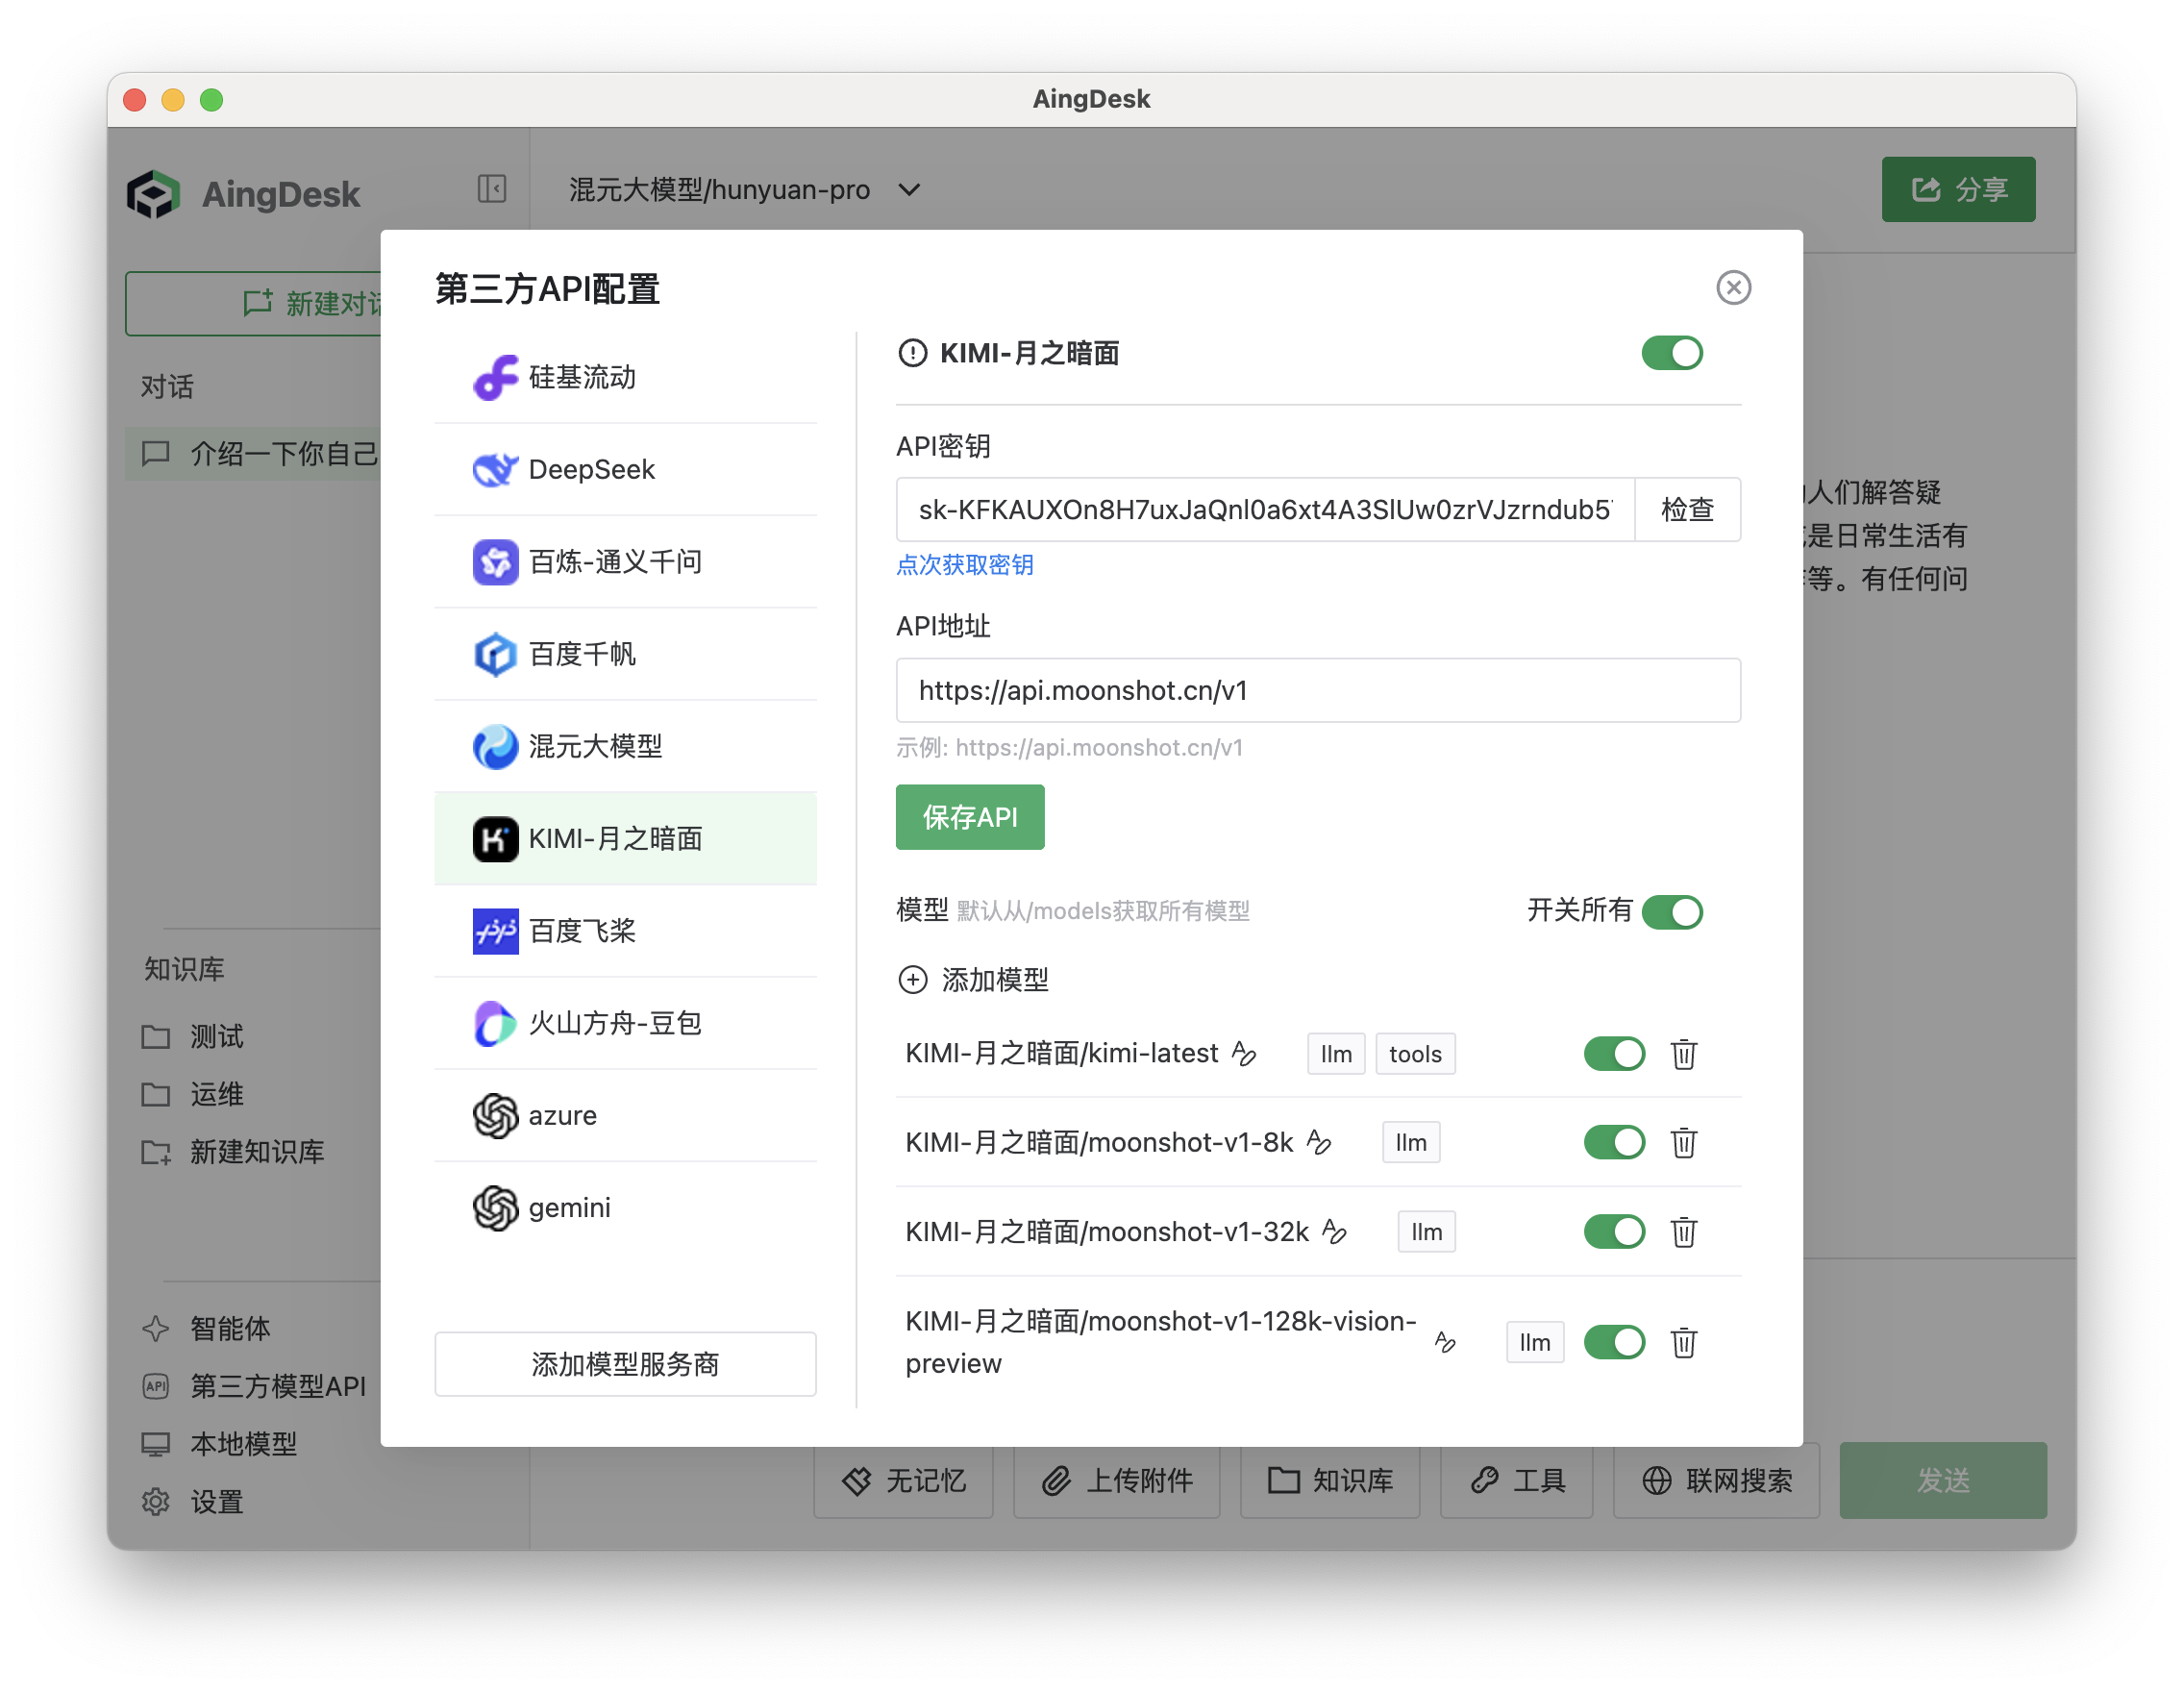 AingDesk
AingDesk
混元大模型/hunyuan-pro
分享
新建对
对话
介绍一下你自己
人们解答疑
是日常生活有
等。有任何问
知识库
测试
运维
新建知识库
智能体
API 第三方模型API
本地模型
设置
第三方API配置
硅基流动
DeepSeek
百炼-通义千问
百度千帆
混元大模型
KIMI-月之暗面
百度飞桨
火山方舟-豆包
azure
gemini
添加模型服务商
KIMI-月之暗面
API密钥
检查
点次获取密钥
API地址
https://api.moonshot.cn/v1
示例: https://api.moonshot.cn/v1
保存API
模型 默认从/models获取所有模型 开关所有
添加模型
KIMI-月之暗面/kimi-latest llm tools
KIMI-月之暗面/moonshot-v1-8k llm
KIMI-月之暗面/moonshot-v1-32k llm
KIMI-月之暗面/moonshot-v1-128k-vision-
preview llm
无记忆 上传附件 知识库 工具 联网搜索 发送